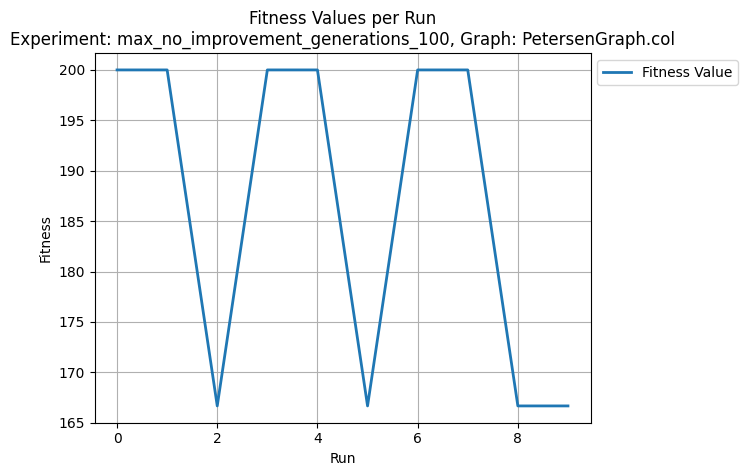 Fitness Values per Run
Experiment: max_no_improvement_generations_100, Graph: PetersenGraph.col
Fitness Value
200
195
190
185
180
175
170
165
Fitness
0 2 4 6 8
Run